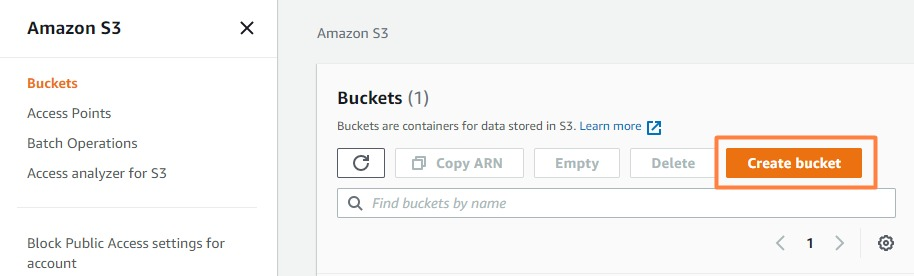 Amazon S3
Buckets
Access Points
Batch Operations
Access analyzer for S3
Block Public Access settings for
account
Amazon S3
Buckets (1)
Buckets are containers for data stored in S3. Learn more
Copy ARN Empty Delete Create bucket
Find buckets by name
1